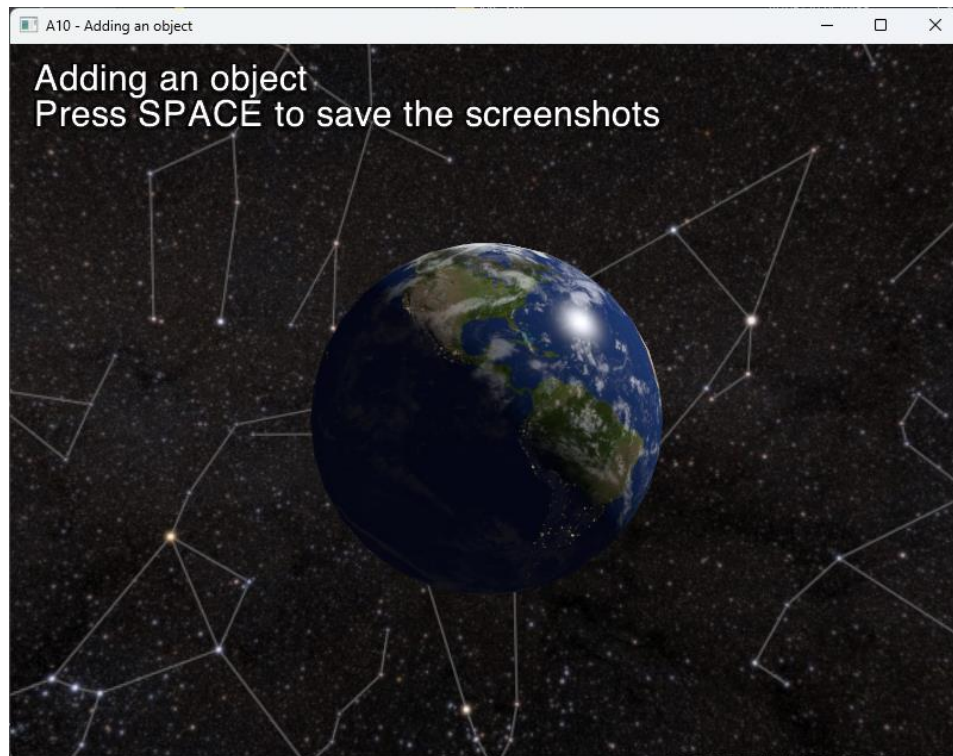 A10 - Adding an object
Adding an object
Press SPACE to save the screenshots